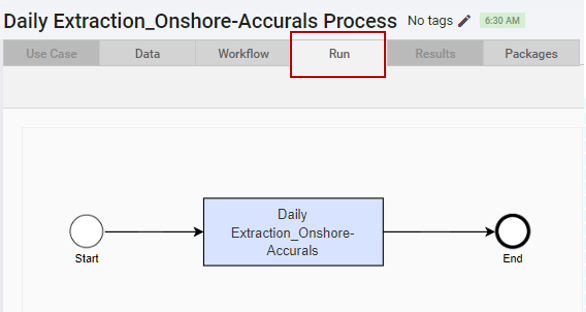 Daily Extraction_Onshore-Accurals Process No tags 6:30 AM
Use Case Data Workflow Run Results Packages
Daily
Extraction_Onshore-
Accurals
Start
End